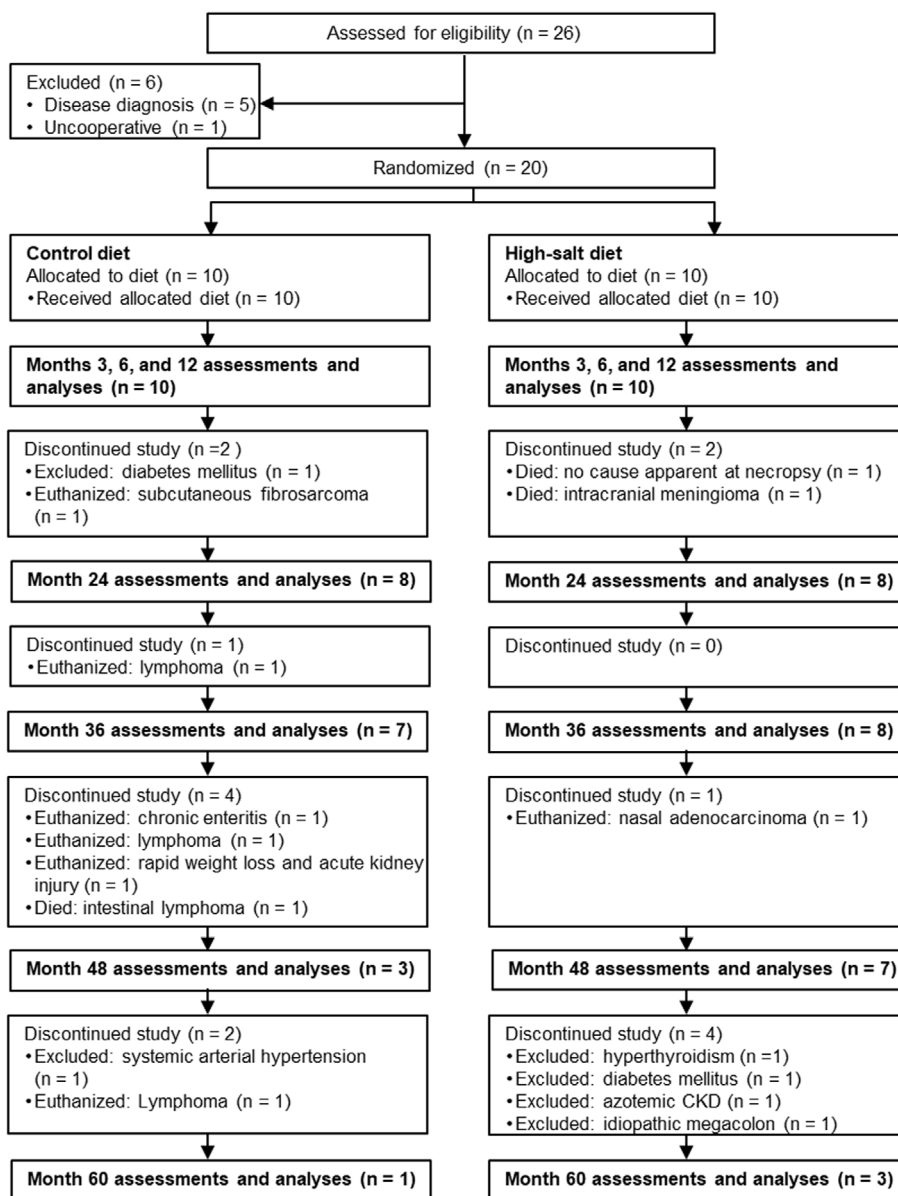 Assessed for eligibility (n = 26)
Excluded (n = 6)
• Disease diagnosis (n = 5)
• Uncooperative (n = 1)
Randomized (n = 20)
Control diet
Allocated to diet (n = 10)
•Received allocated diet (n = 10)
High-salt diet
Allocated to diet (n = 10)
•Received allocated diet (n = 10)
Months 3, 6, and 12 assessments and
analyses (n = 10)
Months 3, 6, and 12 assessments and
analyses (n = 10)
Discontinued study (n =2 )
•Excluded: diabetes mellitus (n = 1)
•Euthanized: subcutaneous fibrosarcoma
(n = 1)
Discontinued study (n = 2)
•Died: no cause apparent at necropsy (n = 1)
•Died: intracranial meningioma (n = 1)
Month 24 assessments and analyses (n = 8)
Month 24 assessments and analyses (n = 8)
Discontinued study (n = 1)
•Euthanized: lymphoma (n = 1)
Discontinued study (n = 0)
Month 36 assessments and analyses (n = 7)
Month 36 assessments and analyses (n = 8)
Discontinued study (n = 4)
•Euthanized: chronic enteritis (n = 1)
•Euthanized: lymphoma (n = 1)
•Euthanized: rapid weight loss and acute kidney
injury (n = 1)
•Died: intestinal lymphoma (n = 1)
Discontinued study (n = 1)
•Euthanized: nasal adenocarcinoma (n = 1)
Month 48 assessments and analyses (n = 3)
Month 48 assessments and analyses (n = 7)
Discontinued study (n = 2)
•Excluded: systemic arterial hypertension
(n = 1)
•Euthanized: Lymphoma (n = 1)
Discontinued study (n = 4)
•Excluded: hyperthyroidism (n =1)
•Excluded: diabetes mellitus (n = 1)
•Excluded: azotemic CKD (n = 1)
•Excluded: idiopathic megacolon (n = 1)
Month 60 assessments and analyses (n = 1)
Month 60 assessments and analyses (n = 3)